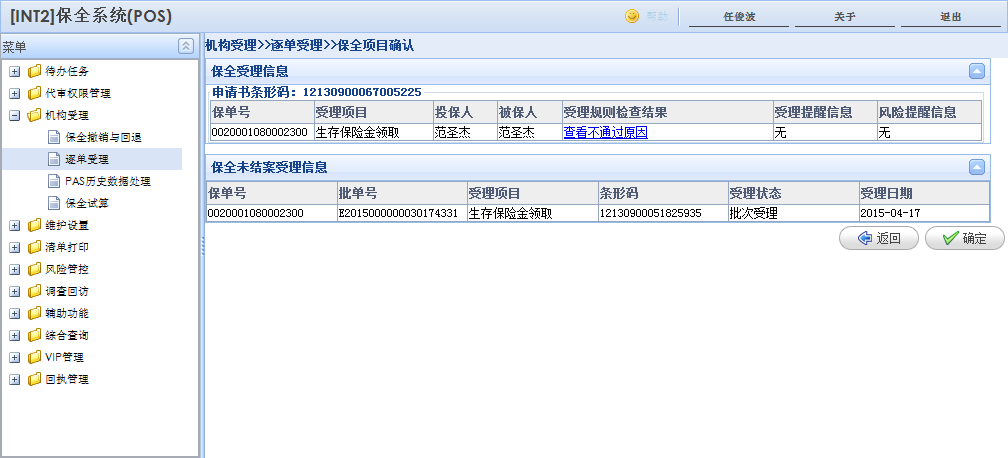 [INT2]保全系统(POS)
帮助
任俊波
关于
退出
菜单
待办任务
代审权限管理
机构受理
保全撤销与回退
逐单受理
PAS历史数据处理
保全试算
维护设置
清单打印
风险管控
调查回访
辅助功能
综合查询
VIP管理
回执管理
机构受理>>逐单受理>>保全项目确认
保全受理信息
申请书条形码：12130900067005225
保单号 受理项目 投保人 被保人 受理规则检查结果 受理提醒信息 风险提醒信息
0020001080002300 生存保险金领取 范圣杰 范圣杰 查看不通过原因 无 无
保全未结案受理信息
保单号 批单号 受理项目 条形码 受理状态 受理日期
0020001080002300 E2015000000030174331 生存保险金领取 12130900051825935 批次受理 2015-04-17
返回
确定